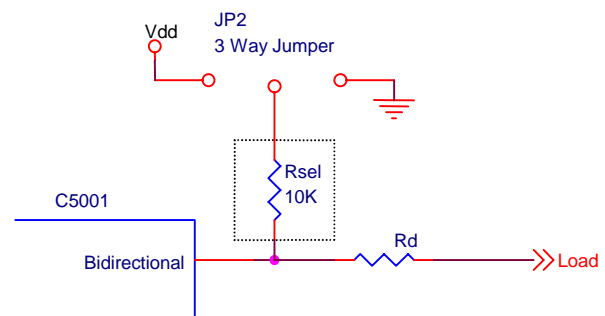 JP2
Vdd
3 Way Jumper
Rsel
10K
C5001
Rd
Bidirectional
Load